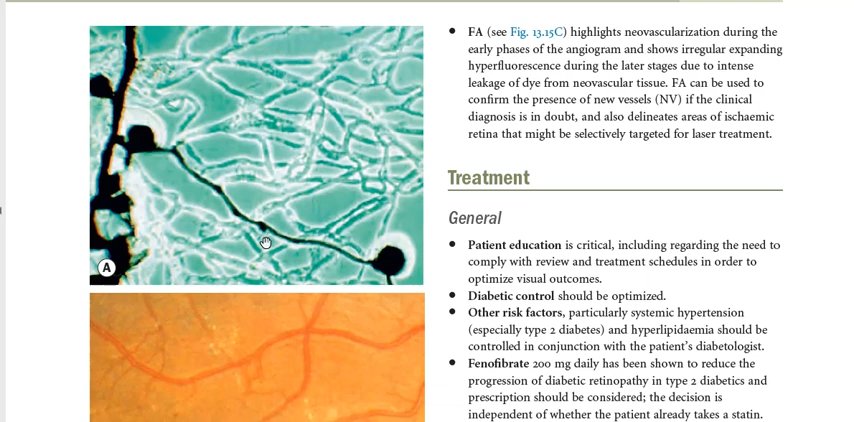 A
• FA (see Fig. 13.15C) highlights neovascularization during the
early phases of the angiogram and shows irregular expanding
hyperfluorescence during the later stages due to intense
leakage of dye from neovascular tissue. FA can be used to
confirm the presence of new vessels (NV) if the clinical
diagnosis is in doubt, and also delineates areas of ischaemic
retina that might be selectively targeted for laser treatment.
Treatment
General
• Patient education is critical, including regarding the need to
comply with review and treatment schedules in order to
optimize visual outcomes.
• Diabetic control should be optimized.
• Other risk factors, particularly systemic hypertension
(especially type 2 diabetes) and hyperlipidaemia should be
controlled in conjunction with the patient's diabetologist.
• Fenofibrate 200 mg daily has been shown to reduce the
progression of diabetic retinopathy in type 2 diabetics and
prescription should be considered; the decision is
independent of whether the patient already takes a statin.